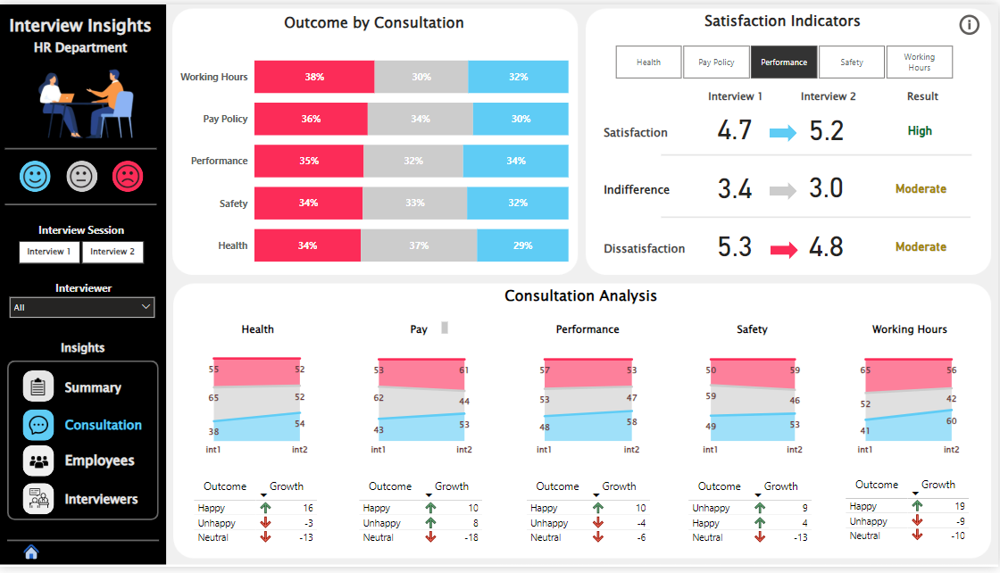 Interview Insights
HR Department
Interview Session
Interview 1
Interview 2
Interviewer
All
Insights
Summary
Consultation
Employees
Interviewers
Outcome by Consultation
Working Hours 38% 30% 32%
Pay Policy 36% 34% 30%
Performance 35% 32% 34%
Safety 34% 33% 32%
Health 34% 37% 29%
Satisfaction Indicators
i
Health
Pay Policy
Performance
Safety
Working
Hours
Interview 1 Interview 2 Result
Satisfaction 4.7 5.2 High
Indifference 3.4 3.0 Moderate
Dissatisfaction 5.3 4.8 Moderate
Consultation Analysis
Health
55 52
65 52
38 54
int1 int2
Outcome Growth
Happy 16
Unhappy -3
Neutral -13
Pay
53 61
62 44
43 53
int1 int2
Outcome Growth
Happy 10
Unhappy 8
Neutral -18
Performance
57 53
53 47
48 58
int1 int2
Outcome Growth
Happy 10
Unhappy -4
Neutral -6
Safety
50 59
59 46
49 53
int1 int2
Outcome Growth
Unhappy 9
Happy 4
Neutral -13
Working Hours
65 56
52 42
41 60
int1 int2
Outcome Growth
Happy 19
Unhappy -9
Neutral -10